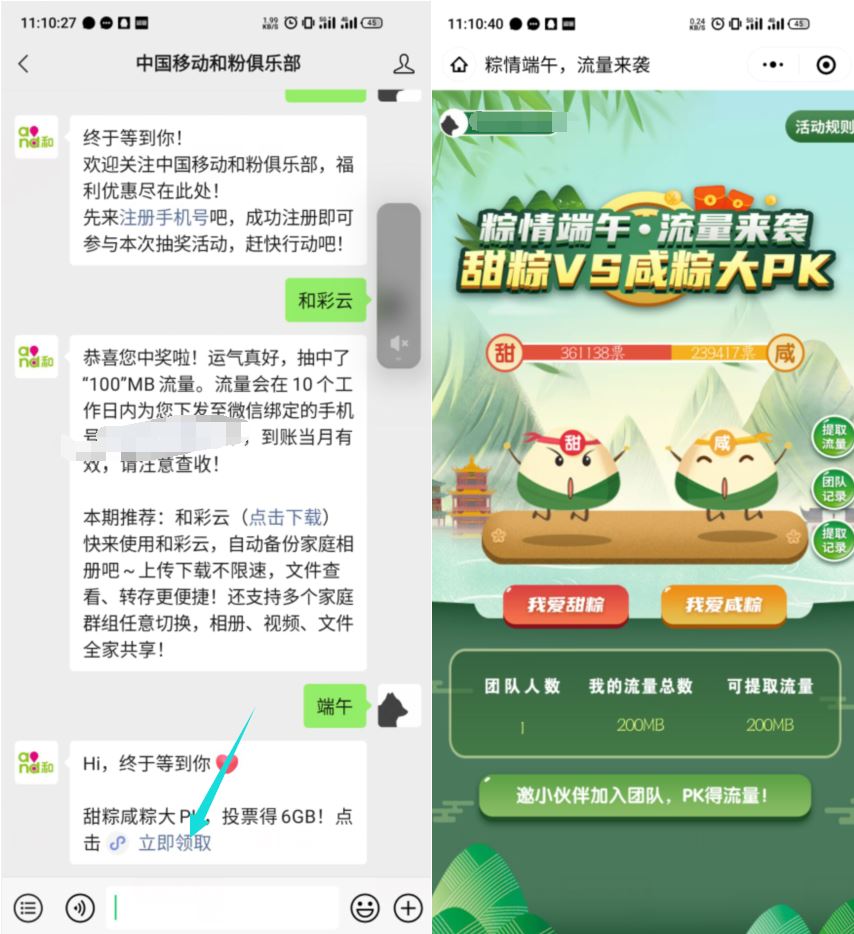 11:10:27
1.99
KB/S
45
中国移动和粉俱乐部
and和
终于等到你！
欢迎关注中国移动和粉俱乐部，福
利优惠尽在此处！
先来注册手机号吧，成功注册即可
参与本次抽奖活动，赶快行动吧！
和彩云
and和
恭喜您中奖啦！运气真好，抽中了
“100”MB 流量。流量会在 10 个工
作日内为您下发至微信绑定的手机
号，到账当月有
效，请注意查收！
本期推荐：和彩云（点击下载）
快来使用和彩云，自动备份家庭相
册吧～上传下载不限速，文件查
看、转存更便捷！还支持多个家庭
群组任意切换，相册、视频、文件
全家共享！
端午
and和
Hi，终于等到你
甜粽咸粽大 PK，投票得 6GB！点
击 立即领取
11:10:40
0.24
KB/S
45
粽情端午，流量来袭
活动规则
粽情端午·流量来袭
甜粽VS咸粽大PK
甜 361138票 239417票 咸
甜
咸
提取
流量
团队
记录
提取
记录
我爱甜粽 我爱咸粽
团队人数 我的流量总数 可提取流量
1 200MB 200MB
邀小伙伴加入团队，PK得流量！